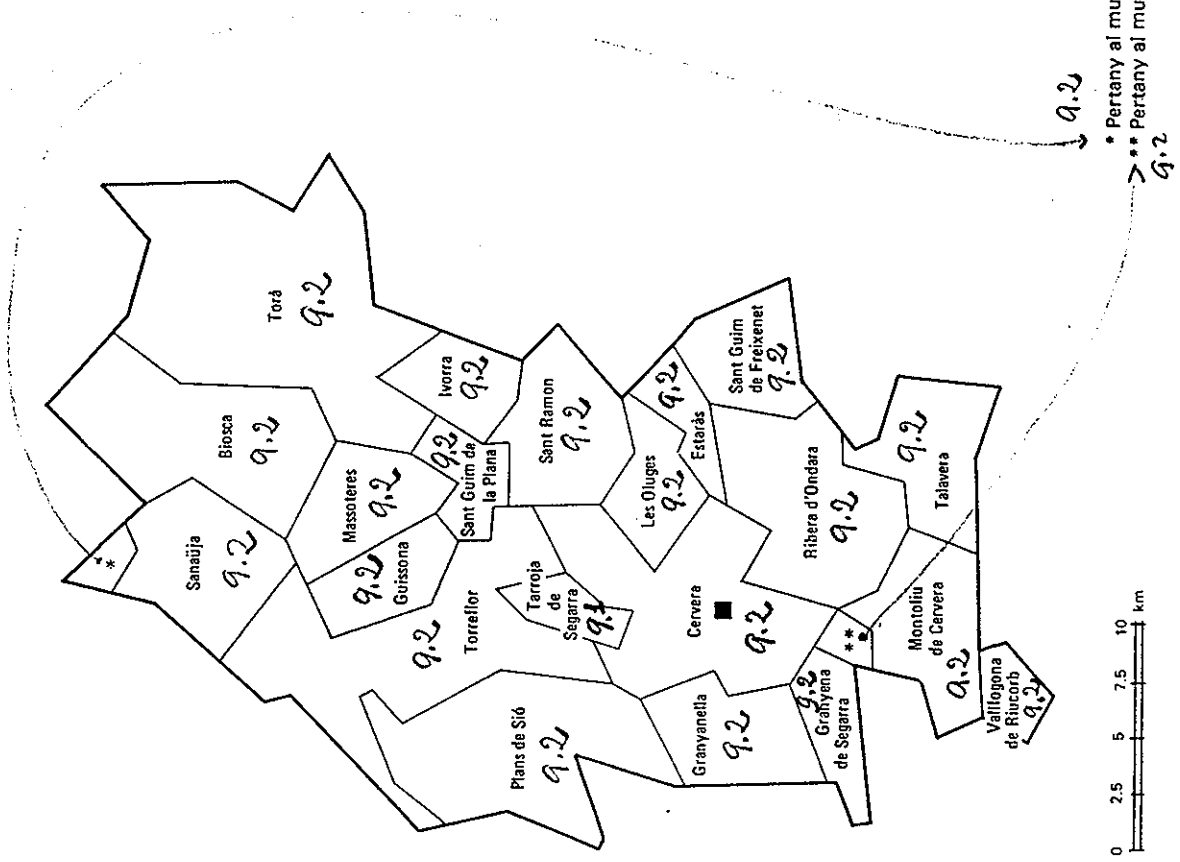 *
Sanaüja
9.2
Biosca
9.2
Torà
9.2
Massoteres
9.2
Guissona
9.2
Ivorra
9.2
9.2
Sant Guim de
la Plana
Torreflor
9.2
Tarroja
de
Segarra
9.2
Sant Ramon
9.2
Plans de Sió
9.2
Les Oluges
9.2
Estaràs
9.2
Sant Guim
de Freixenet
9.2
Cervera
9.2
Granyanella
9.2
Ribera d'Ondara
9.2
9.2
Granyena
de Segarra
**
Talavera
9.2
Montoliu
de Cervera
9.2
Vallfogona
de Riucorb
9.2
0 2.5 5 7.5 10 km
9.2
* Pertany al mu
** Pertany al mu
9.2